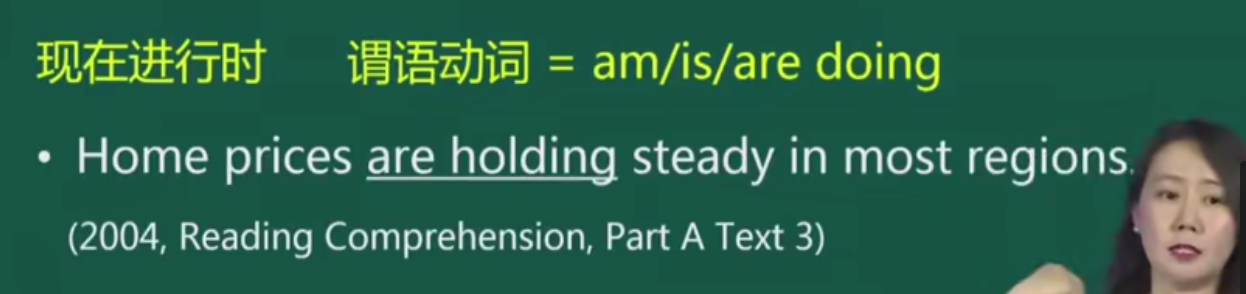 现在进行时 谓语动词 = am/is/are doing
• Home prices are holding steady in most regions.
(2004, Reading Comprehension, Part A Text 3)